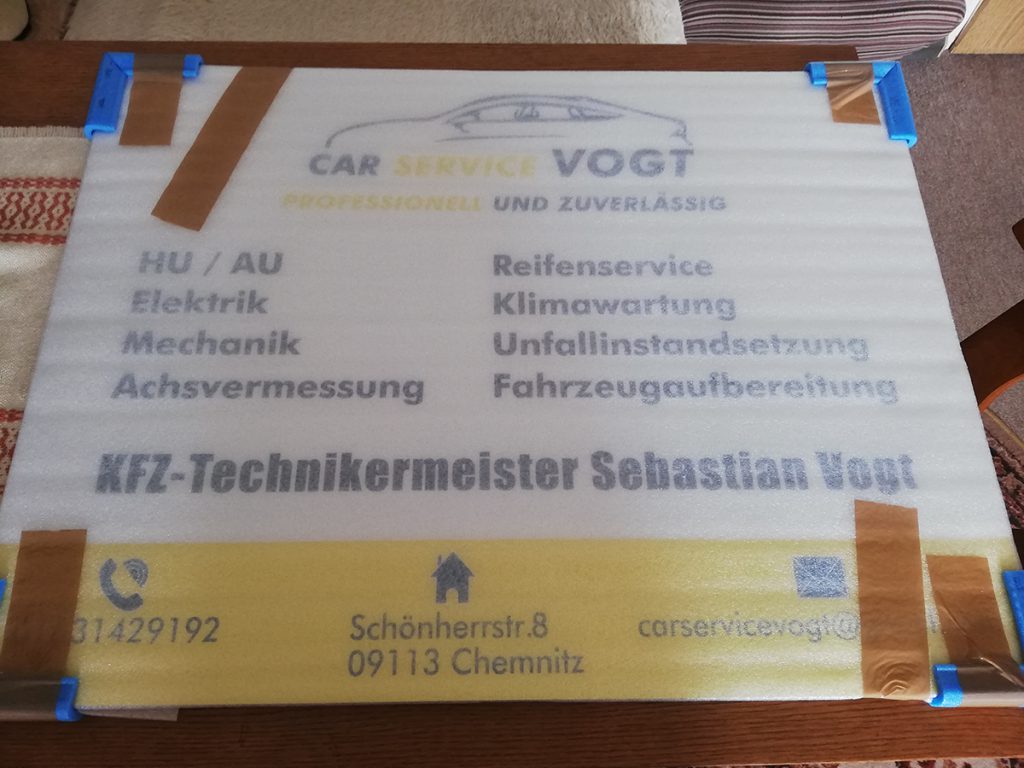 CAR SERVICE VOGT
PROFESSIONELL UND ZUVERLÄSSIG
HU / AU
Elektrik
Mechanik
Achsvermessung
Reifenservice
Klimawartung
Unfallinstandsetzung
Fahrzeugaufbereitung
KFZ-Technikermeister Sebastian Vogt
31429192
Schönherrstr.8
09113 Chemnitz
carservicevogt@